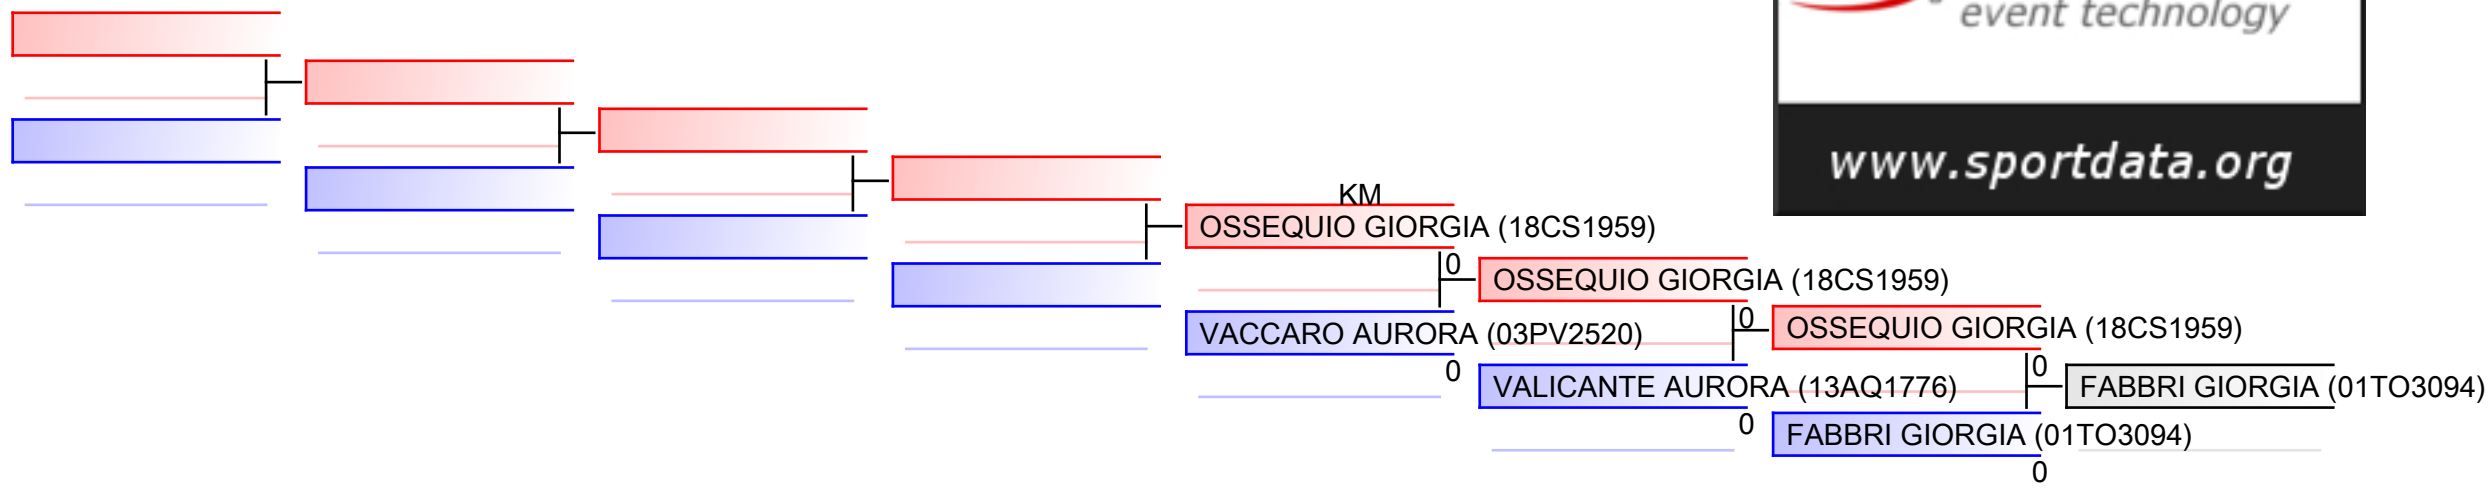 event technology
www.sportdata.org
KM
OSSEQUIO GIORGIA (18CS1959)
0
OSSEQUIO GIORGIA (18CS1959)
VACCARO AURORA (03PV2520)
0
0
OSSEQUIO GIORGIA (18CS1959)
VALICANTE AURORA (13AQ1776)
0
0
FABBRI GIORGIA (01TO3094)
FABBRI GIORGIA (01TO3094)
0